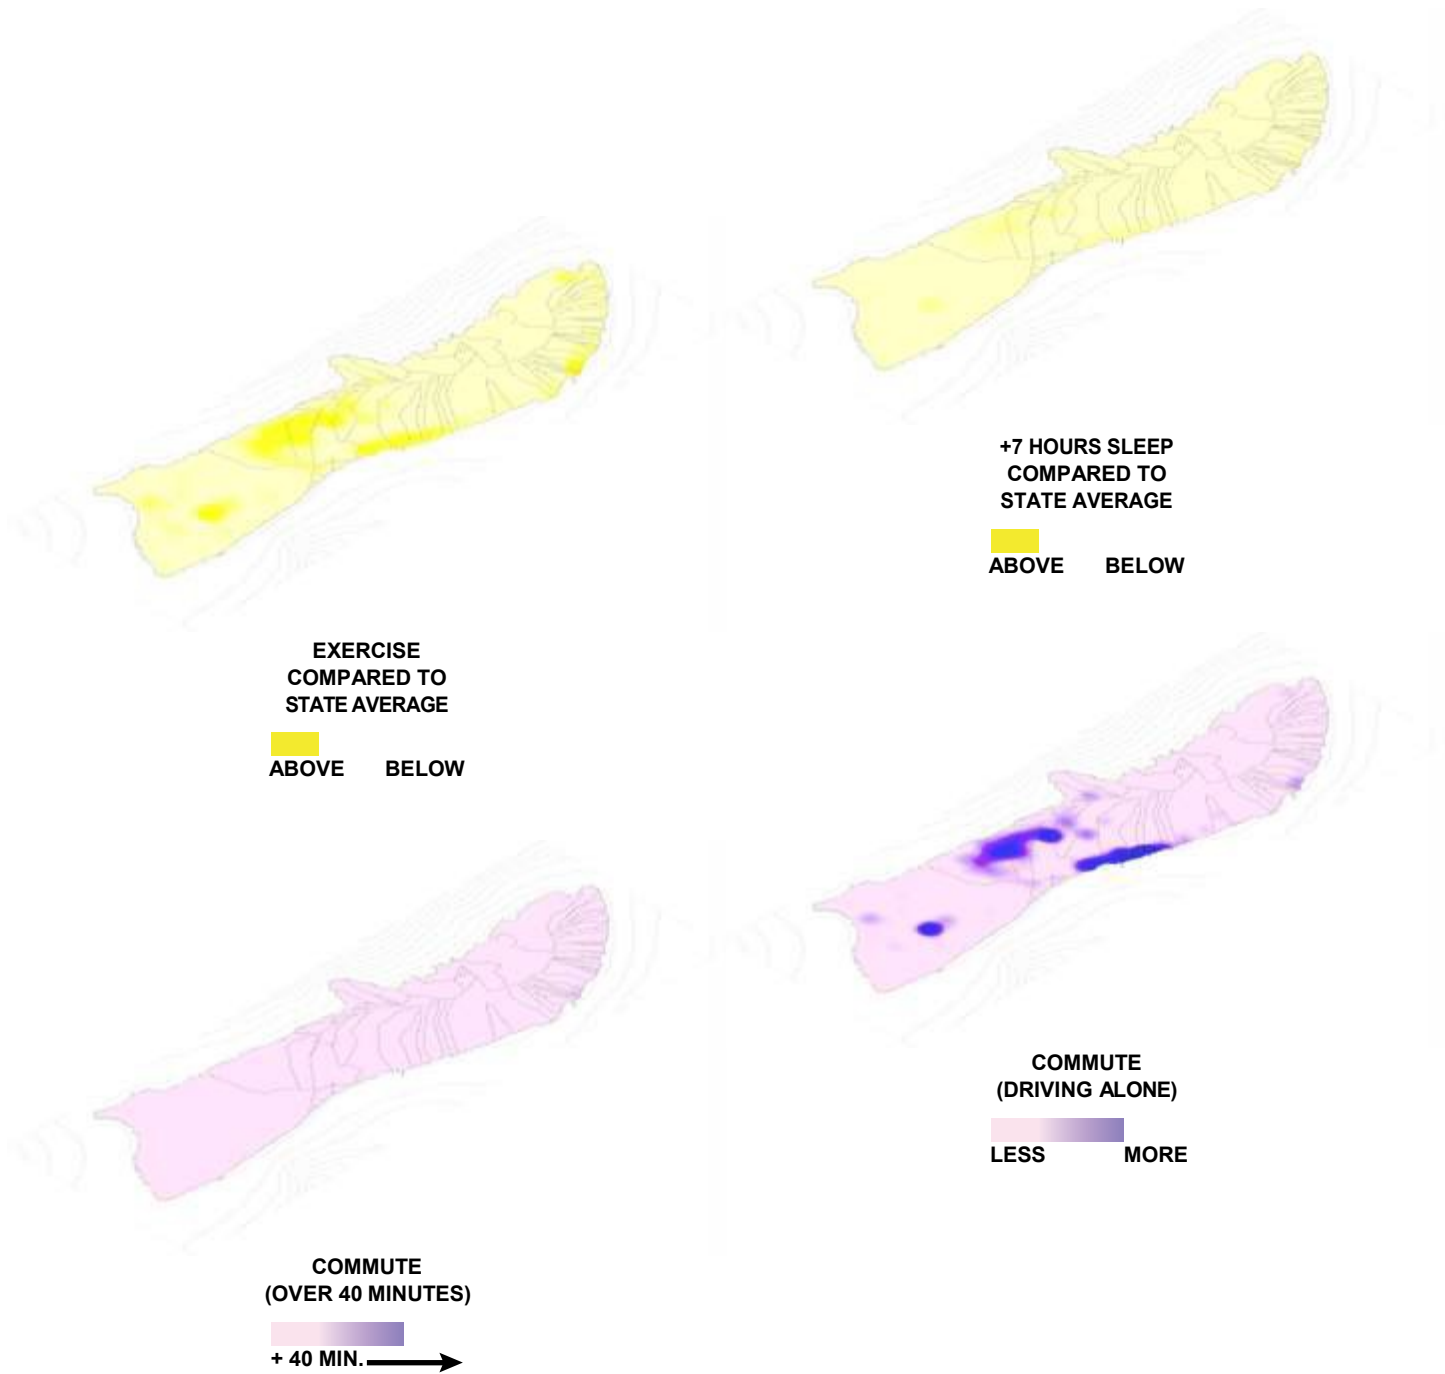 +7 HOURS SLEEP
COMPARED TO
STATE AVERAGE
ABOVE BELOW
EXERCISE
COMPARED TO
STATE AVERAGE
ABOVE BELOW
COMMUTE
(DRIVING ALONE)
LESS MORE
COMMUTE
(OVER 40 MINUTES)
+ 40 MIN.